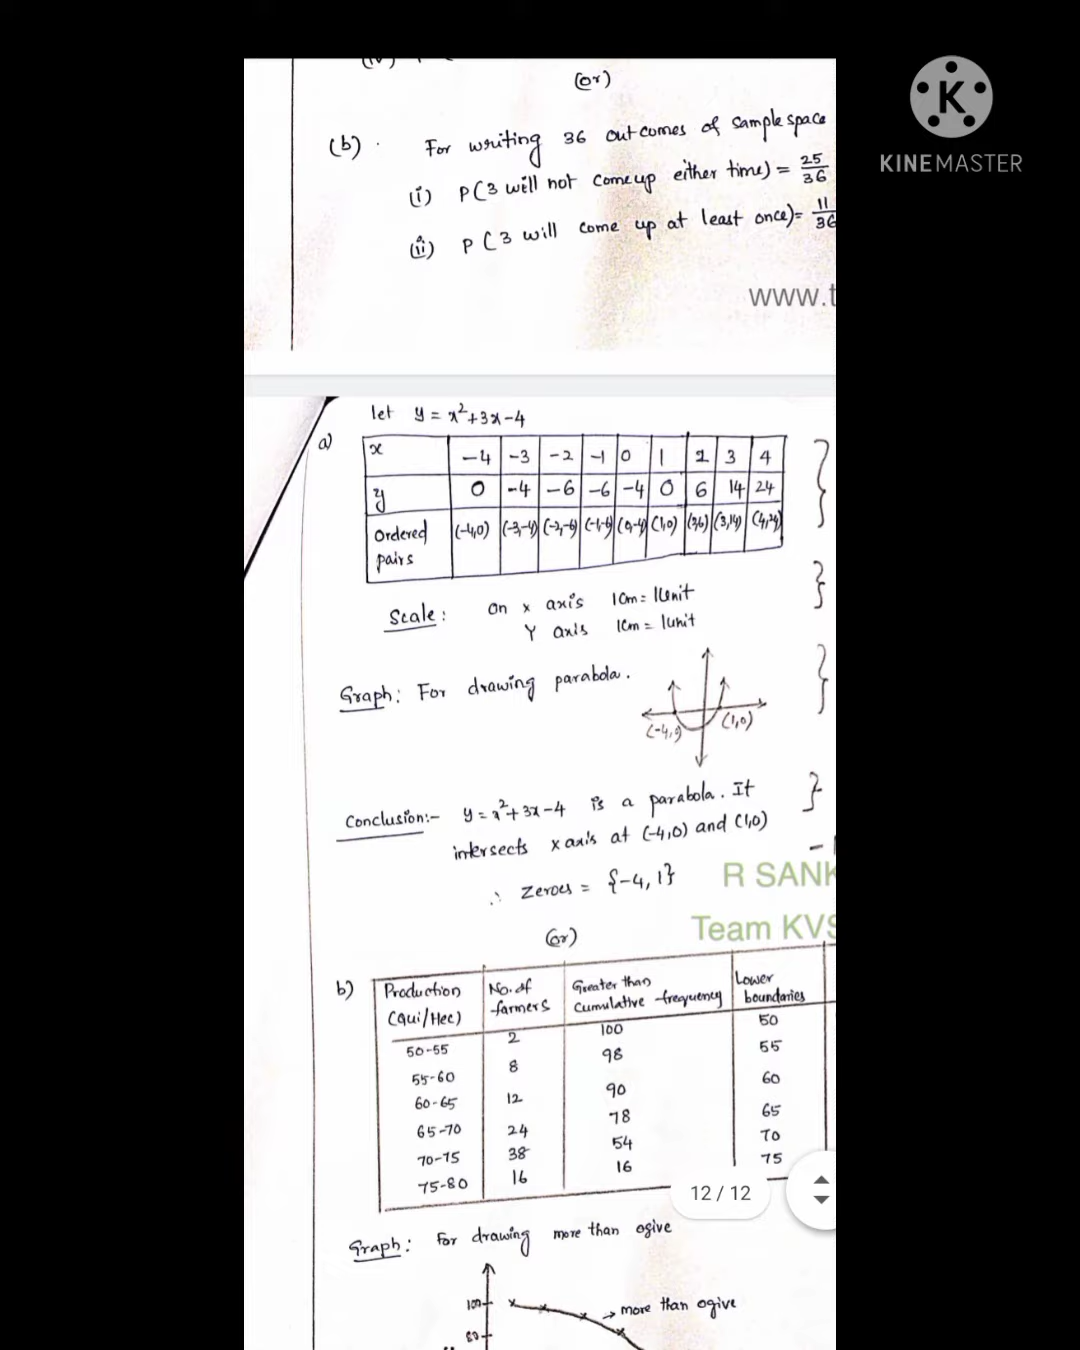 (or)
KINEMASTER
(b). For writing 36 outcomes of sample space
(i) P(3 will not comeup either time) = 25/36
(ii) P(3 will come up at least once) = 11/36
www.t
let y = x²+3x-4
a)
x -4 -3 -2 -1 0 1 2 3 4
y 0 -4 -6 -6 -4 0 6 14 24
Ordered pairs (-4,0) (-3,-4) (-2,-6) (-1,-6) (0,-4) (1,0) (3,14) (4,24)
Scale: On x axis 1cm = 1Unit
Y axis 1cm = 1unit
Graph: For drawing parabola.
(-4,0) (1,0)
Conclusion:- y = x²+3x-4 is a parabola. It
intersects x axis at (-4,0) and (1,0)
∴ Zeroes = {-4, 1}
R SANK
Team KVS
(or)
b) Production (Qui/Hec) No. of farmers Greater than cumulative frequency Lower boundaries
50-55 2 100 50
55-60 8 98 55
60-65 12 90 60
65-70 24 78 65
70-75 38 54 70
75-80 16 16 75
12 / 12
Graph: For drawing more than ogive
100
→ more than ogive
80